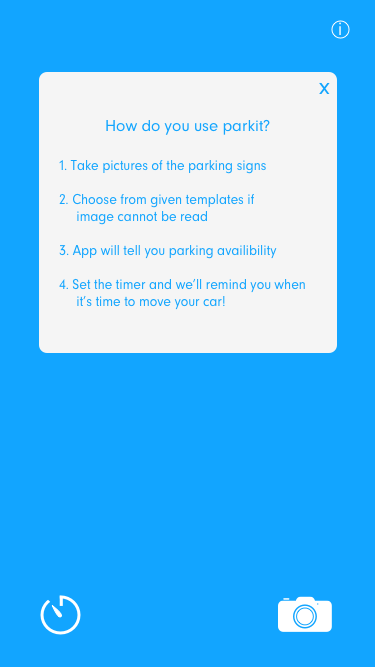 i
x
How do you use parkit?
1. Take pictures of the parking signs
2. Choose from given templates if
image cannot be read
3. App will tell you parking availibility
4. Set the timer and we'll remind you when
it's time to move your car!